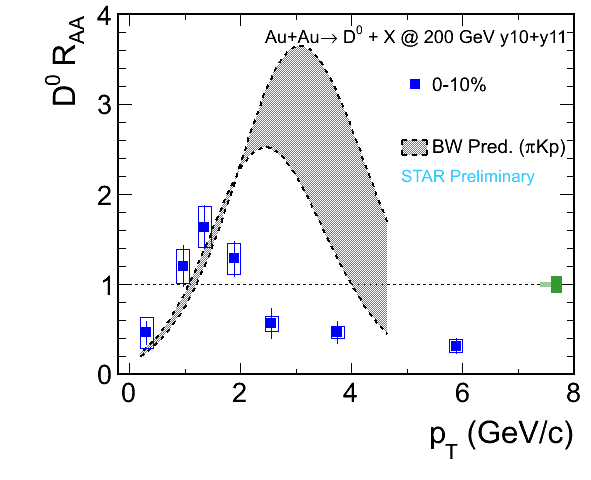 Au+Au→ D⁰ + X @ 200 GeV y10+y11
0-10%
BW Pred. (πKp)
STAR Preliminary
D⁰ R_AA
4
3
2
1
0
0 2 4 6 8
p_T (GeV/c)